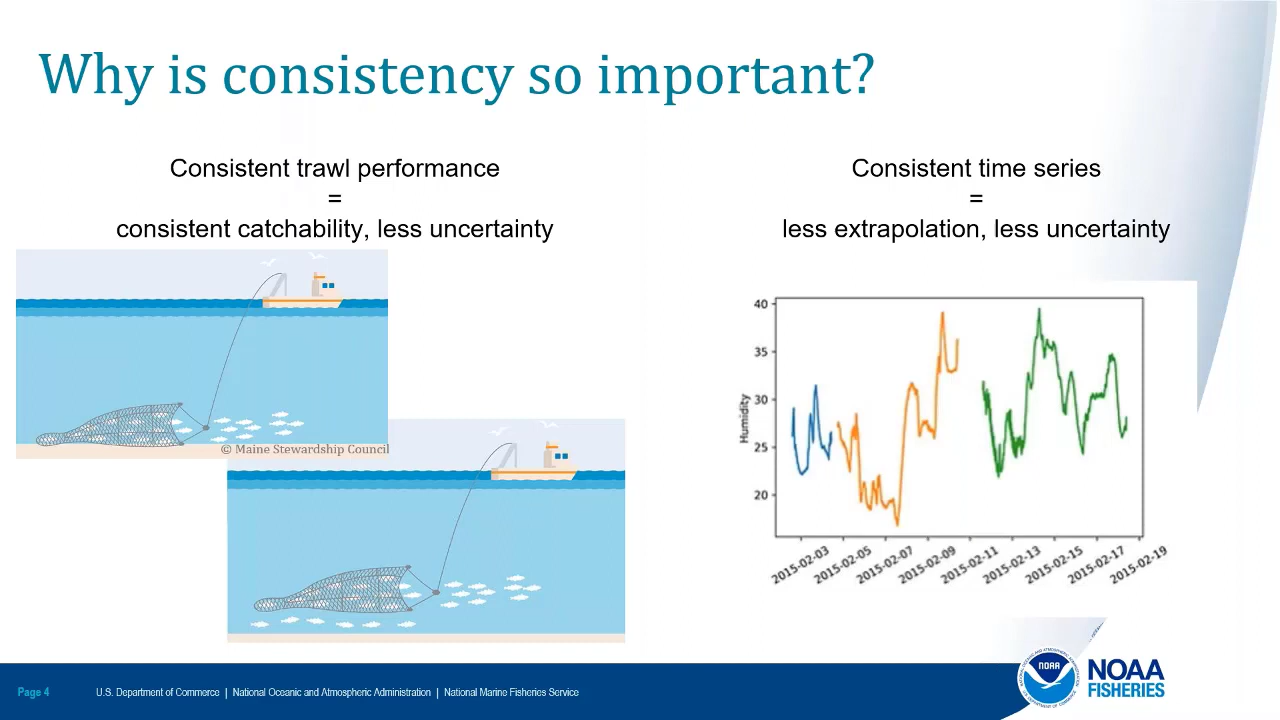 Why is consistency so important?
Consistent trawl performance
=
consistent catchability, less uncertainty
Consistent time series
=
less extrapolation, less uncertainty
© Maine Stewardship Council
40
35
30
25
20
Humidity
2015-02-03
2015-02-05
2015-02-07
2015-02-09
2015-02-11
2015-02-13
2015-02-15
2015-02-17
2015-02-19
Page 4
U.S. Department of Commerce | National Oceanic and Atmospheric Administration | National Marine Fisheries Service
NOAA
NOAA
FISHERIES